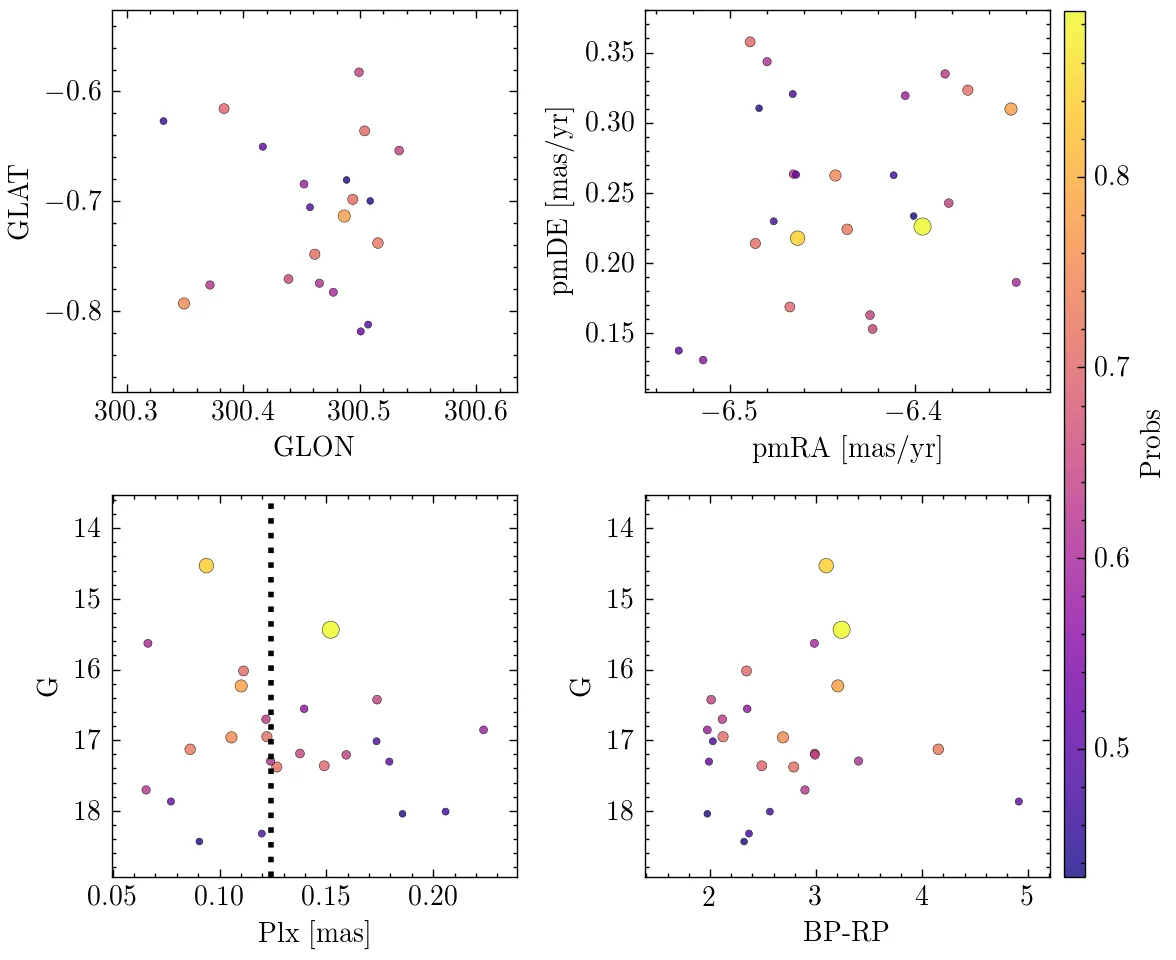 −0.6
−0.7
−0.8
GLAT
300.3 300.4 300.5 300.6
GLON
0.35
0.30
0.25
0.20
0.15
pmDE [mas/yr]
−6.5 −6.4
pmRA [mas/yr]
14
15
16
17
18
G
0.05 0.10 0.15 0.20
Plx [mas]
14
15
16
17
18
G
2 3 4 5
BP-RP
0.8
0.7
0.6
0.5
Probs